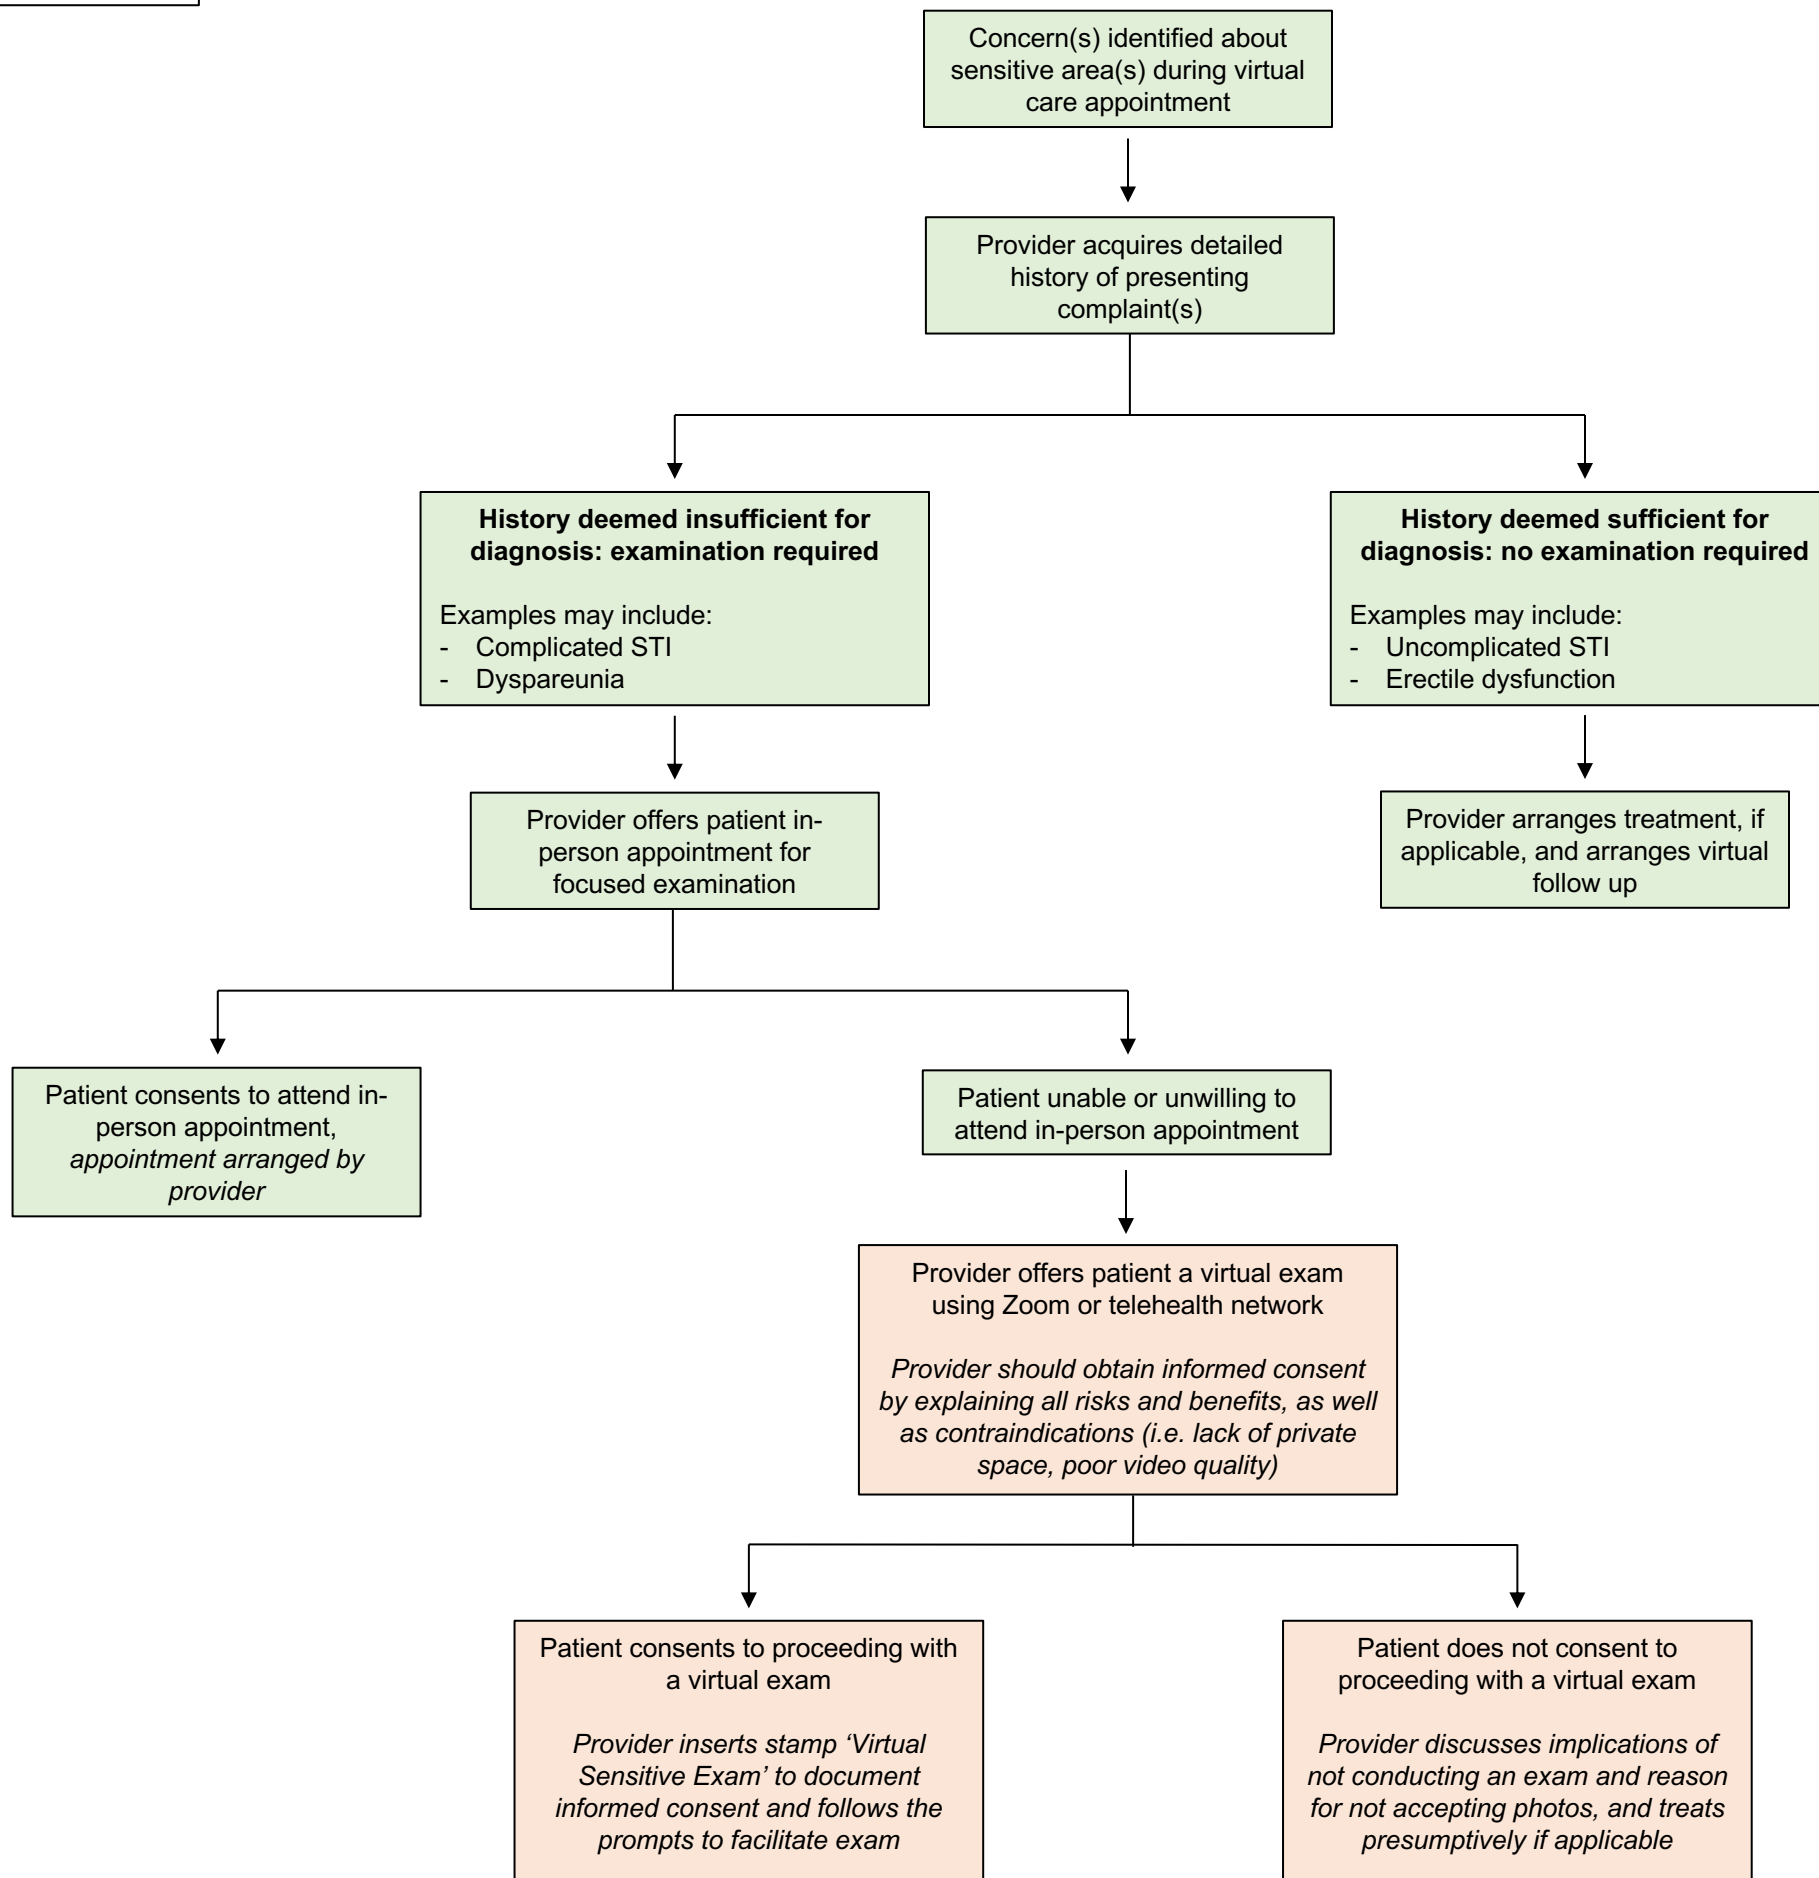 Concern(s) identified about
sensitive area(s) during virtual
care appointment
Provider acquires detailed
history of presenting
complaint(s)
History deemed insufficient for
diagnosis: examination required
Examples may include:
- Complicated STI
- Dyspareunia
History deemed sufficient for
diagnosis: no examination required
Examples may include:
- Uncomplicated STI
- Erectile dysfunction
Provider offers patient in-
person appointment for
focused examination
Provider arranges treatment, if
applicable, and arranges virtual
follow up
Patient consents to attend in-
person appointment,
appointment arranged by
provider
Patient unable or unwilling to
attend in-person appointment
Provider offers patient a virtual exam
using Zoom or telehealth network
Provider should obtain informed consent
by explaining all risks and benefits, as well
as contraindications (i.e. lack of private
space, poor video quality)
Patient consents to proceeding with
a virtual exam
Provider inserts stamp ‘Virtual
Sensitive Exam’ to document
informed consent and follows the
prompts to facilitate exam
Patient does not consent to
proceeding with a virtual exam
Provider discusses implications of
not conducting an exam and reason
for not accepting photos, and treats
presumptively if applicable